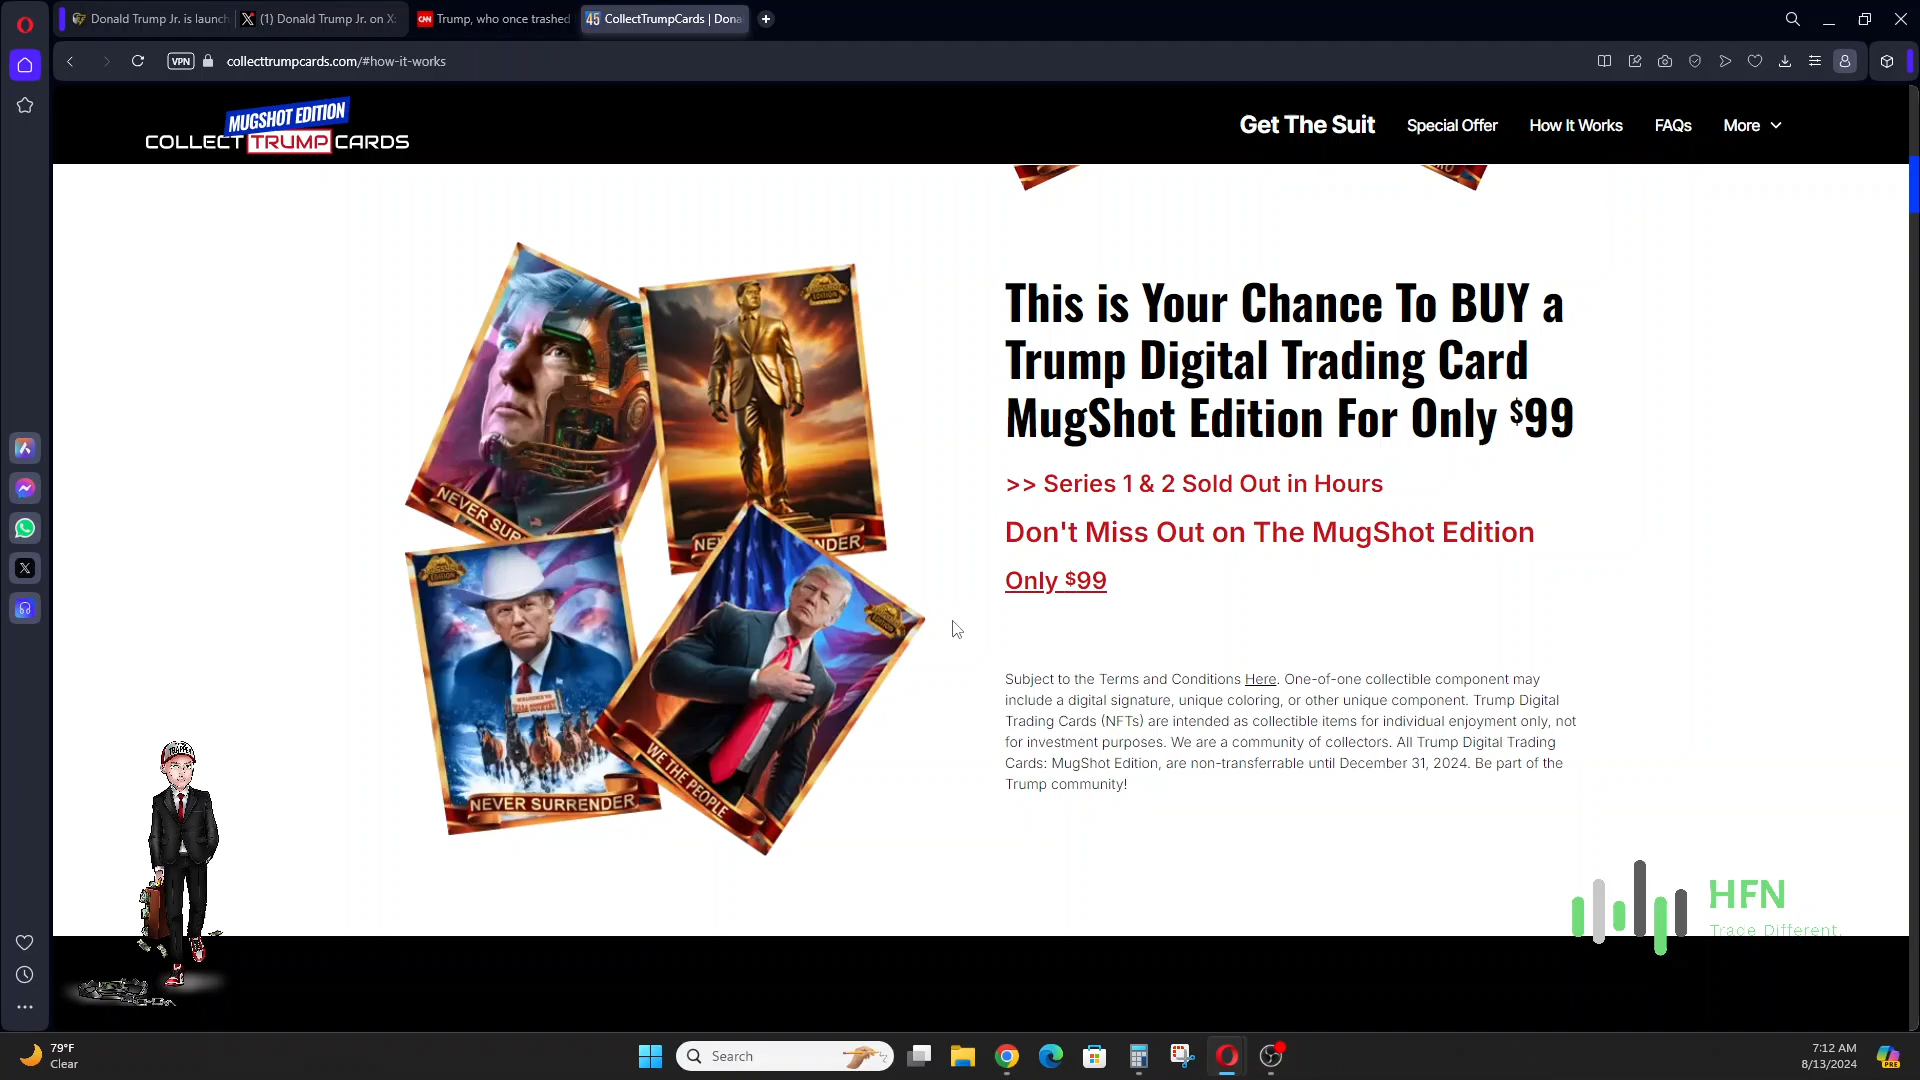 Donald Trump Jr. is launch
(1) Donald Trump Jr. on X:
CNN
Trump, who once trashed
45
CollectTrumpCards | Dona
VPN
collecttrumpcards.com/#how-it-works
MUGSHOT EDITION
COLLECT TRUMP CARDS
Get The Suit
Special Offer
How It Works
FAQs
More
This is Your Chance To BUY a
Trump Digital Trading Card
MugShot Edition For Only $99
>> Series 1 & 2 Sold Out in Hours
Don't Miss Out on The MugShot Edition
Only $99
Subject to the Terms and Conditions Here. One-of-one collectible component may
include a digital signature, unique coloring, or other unique component. Trump Digital
Trading Cards (NFTs) are intended as collectible items for individual enjoyment only, not
for investment purposes. We are a community of collectors. All Trump Digital Trading
Cards: MugShot Edition, are non-transferrable until December 31, 2024. Be part of the
Trump community!
NEVER SUR
NE
NDER
EDITION
NEVER SURRENDER
WE THE PEOPLE
HFN
Trade Different.
79°F
Clear
Search
7:12 AM
8/13/2024
PRE